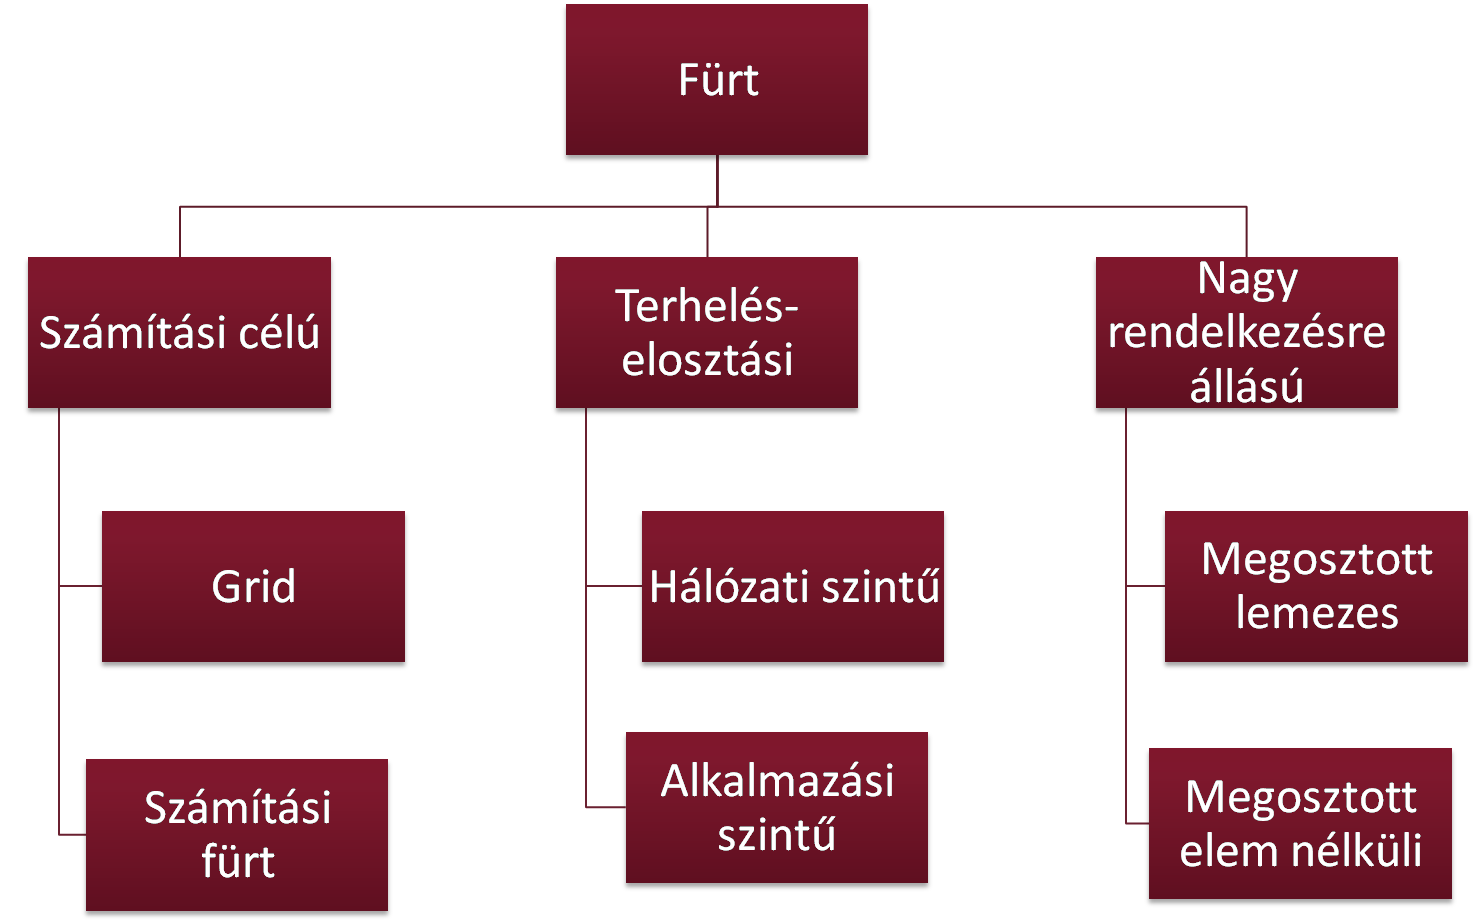 Fürt
Számítási célú
Terhelés-
elosztási
Nagy
rendelkezésre
állású
Grid
Hálózati szintű
Megosztott
lemezes
Számítási
fürt
Alkalmazási
szintű
Megosztott
elem nélküli